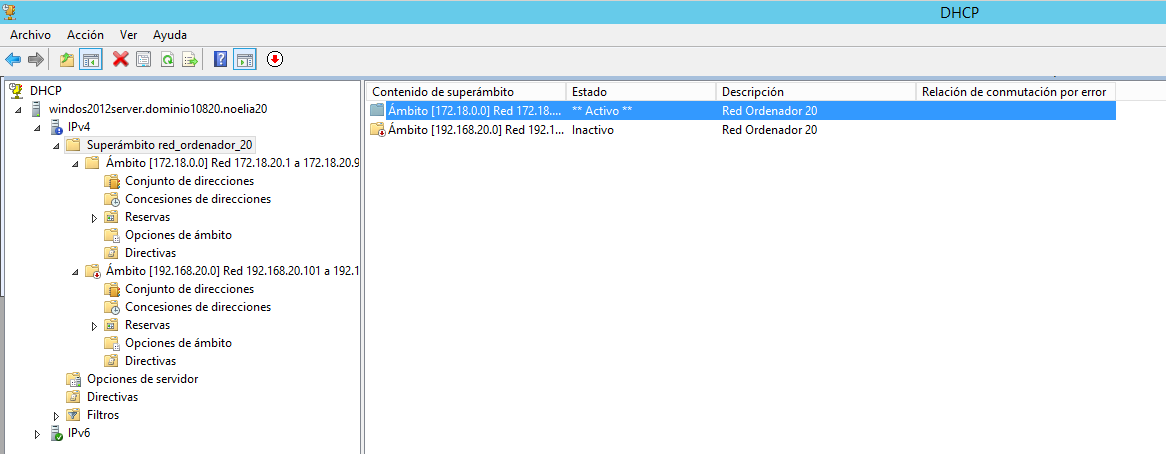 DHCP
Archivo Acción Ver Ayuda
DHCP
windos2012server.dominio10820.noelia20
IPv4
Superámbito red_ordenador_20
Ámbito [172.18.0.0] Red 172.18.20.1 a 172.18.20.9
Conjunto de direcciones
Concesiones de direcciones
Reservas
Opciones de ámbito
Directivas
Ámbito [192.168.20.0] Red 192.168.20.101 a 192.1
Conjunto de direcciones
Concesiones de direcciones
Reservas
Opciones de ámbito
Directivas
Opciones de servidor
Directivas
Filtros
IPv6
Contenido de superámbito Estado Descripción Relación de conmutación por error
Ámbito [172.18.0.0] Red 172.18.... ** Activo ** Red Ordenador 20
Ámbito [192.168.20.0] Red 192.1... Inactivo Red Ordenador 20